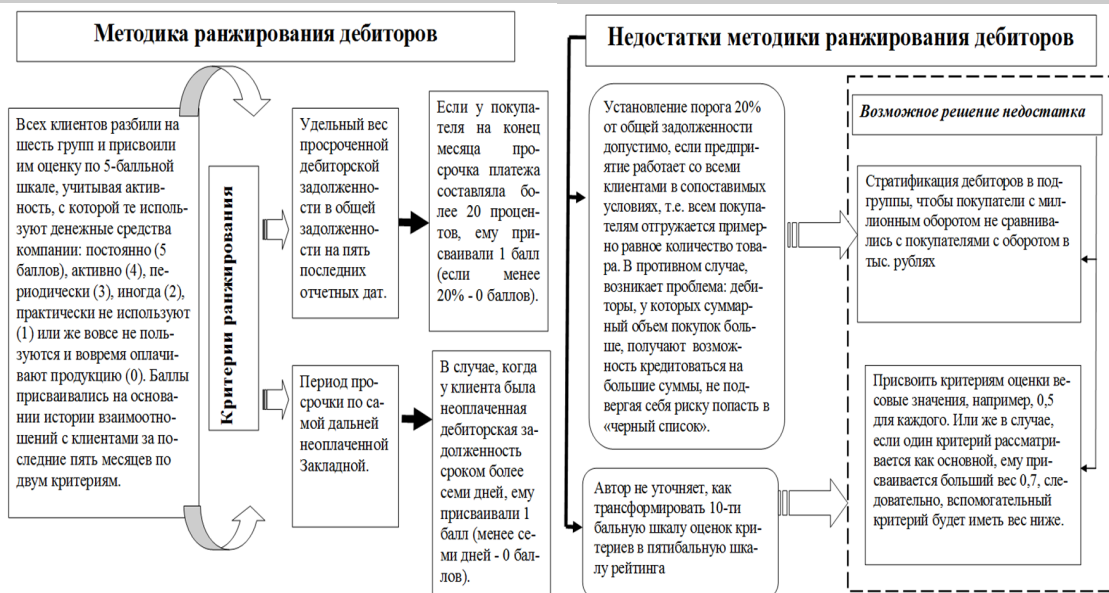 Методика ранжирования дебиторов
Всех клиентов разбили на
шесть групп и присвоили
им оценку по 5-балльной
шкале, учитывая актив-
ность, с которой те исполь-
зуют денежные средства
компании: постоянно (5
баллов), активно (4), пе-
риодически (3), иногда (2),
практически не используют
(1) или же вовсе не поль-
зуются и вовремя оплачи-
вают продукцию (0). Баллы
присваивались на основа-
нии истории взаимоотно-
шений с клиентами за по-
следние пять месяцев по
двум критериям.
Критерии ранжирования
Удельный вес
просроченной
дебиторской
задолженно-
сти в общей
задолженно-
сти на пять
последних
отчетных дат.
Если у покупа-
теля на конец
месяца про-
срочка платежа
составляла бо-
лее 20 процен-
тов, ему при-
сваивали 1 балл
(если менее
20% - 0 баллов).
Период про-
срочки по са-
мой дальней
неоплаченной
Закладной.
В случае, когда
у клиента была
неоплаченная
дебиторская за-
долженность
сроком более
семи дней, ему
присваивали 1
балл (менее се-
ми дней - 0 бал-
лов).
Недостатки методики ранжирования дебиторов
Установление порога 20%
от общей задолженности
допустимо, если предпри-
ятие работает со всеми
клиентами в сопоставимых
условиях, т.е. всем покупа-
телям отгружается пример-
но равное количество това-
ра. В противном случае,
возникает проблема: деби-
торы, у которых суммар-
ный объем покупок боль-
ше, получают возмож-
ность кредитоваться на
большие суммы, не под-
вергая себя риску попасть в
«черный список».
Автор не уточняет, как
трансформировать 10-ти
бальную шкалу оценок кри-
териев в пятибальную шка-
лу рейтинга
Возможное решение недостатка
Стратификация дебиторов в под-
группы, чтобы покупатели с мил-
лионным оборотом не сравнива-
лись с покупателями с оборотом в
тыс. рублях
Присвоить критериям оценки ве-
совые значения, например, 0,5
для каждого. Или же в случае,
если один критерий рассматри-
вается как основной, ему при-
сваивается больший вес 0,7, сле-
довательно, вспомогательный
критерий будет иметь вес ниже.